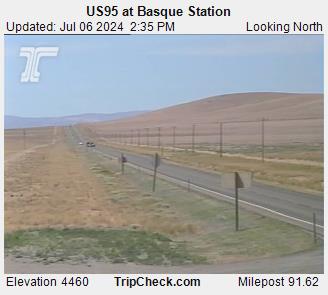 US95 at Basque Station
Updated: Jul 06 2024 2:35 PM Looking North
Elevation 4460 TripCheck.com Milepost 91.62